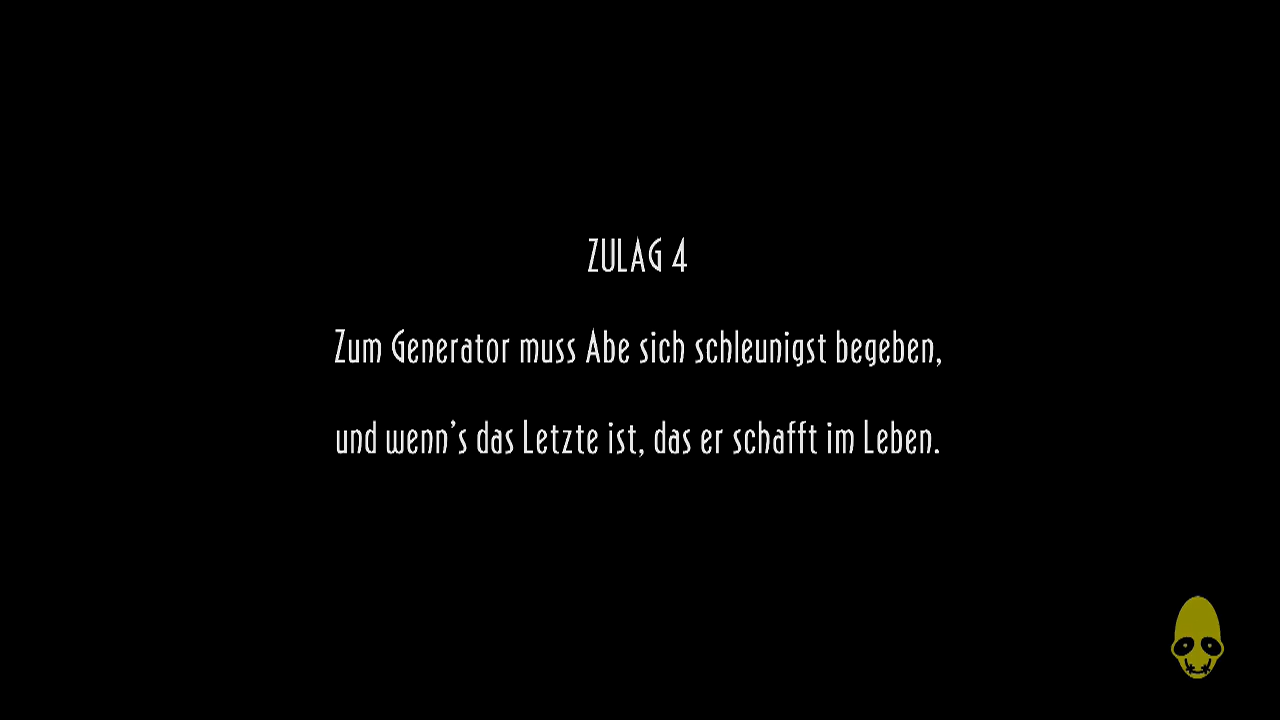 ZULAG 4
Zum Generator muss Abe sich schleunigst begeben,
und wenn's das Letzte ist, das er schafft im Leben.